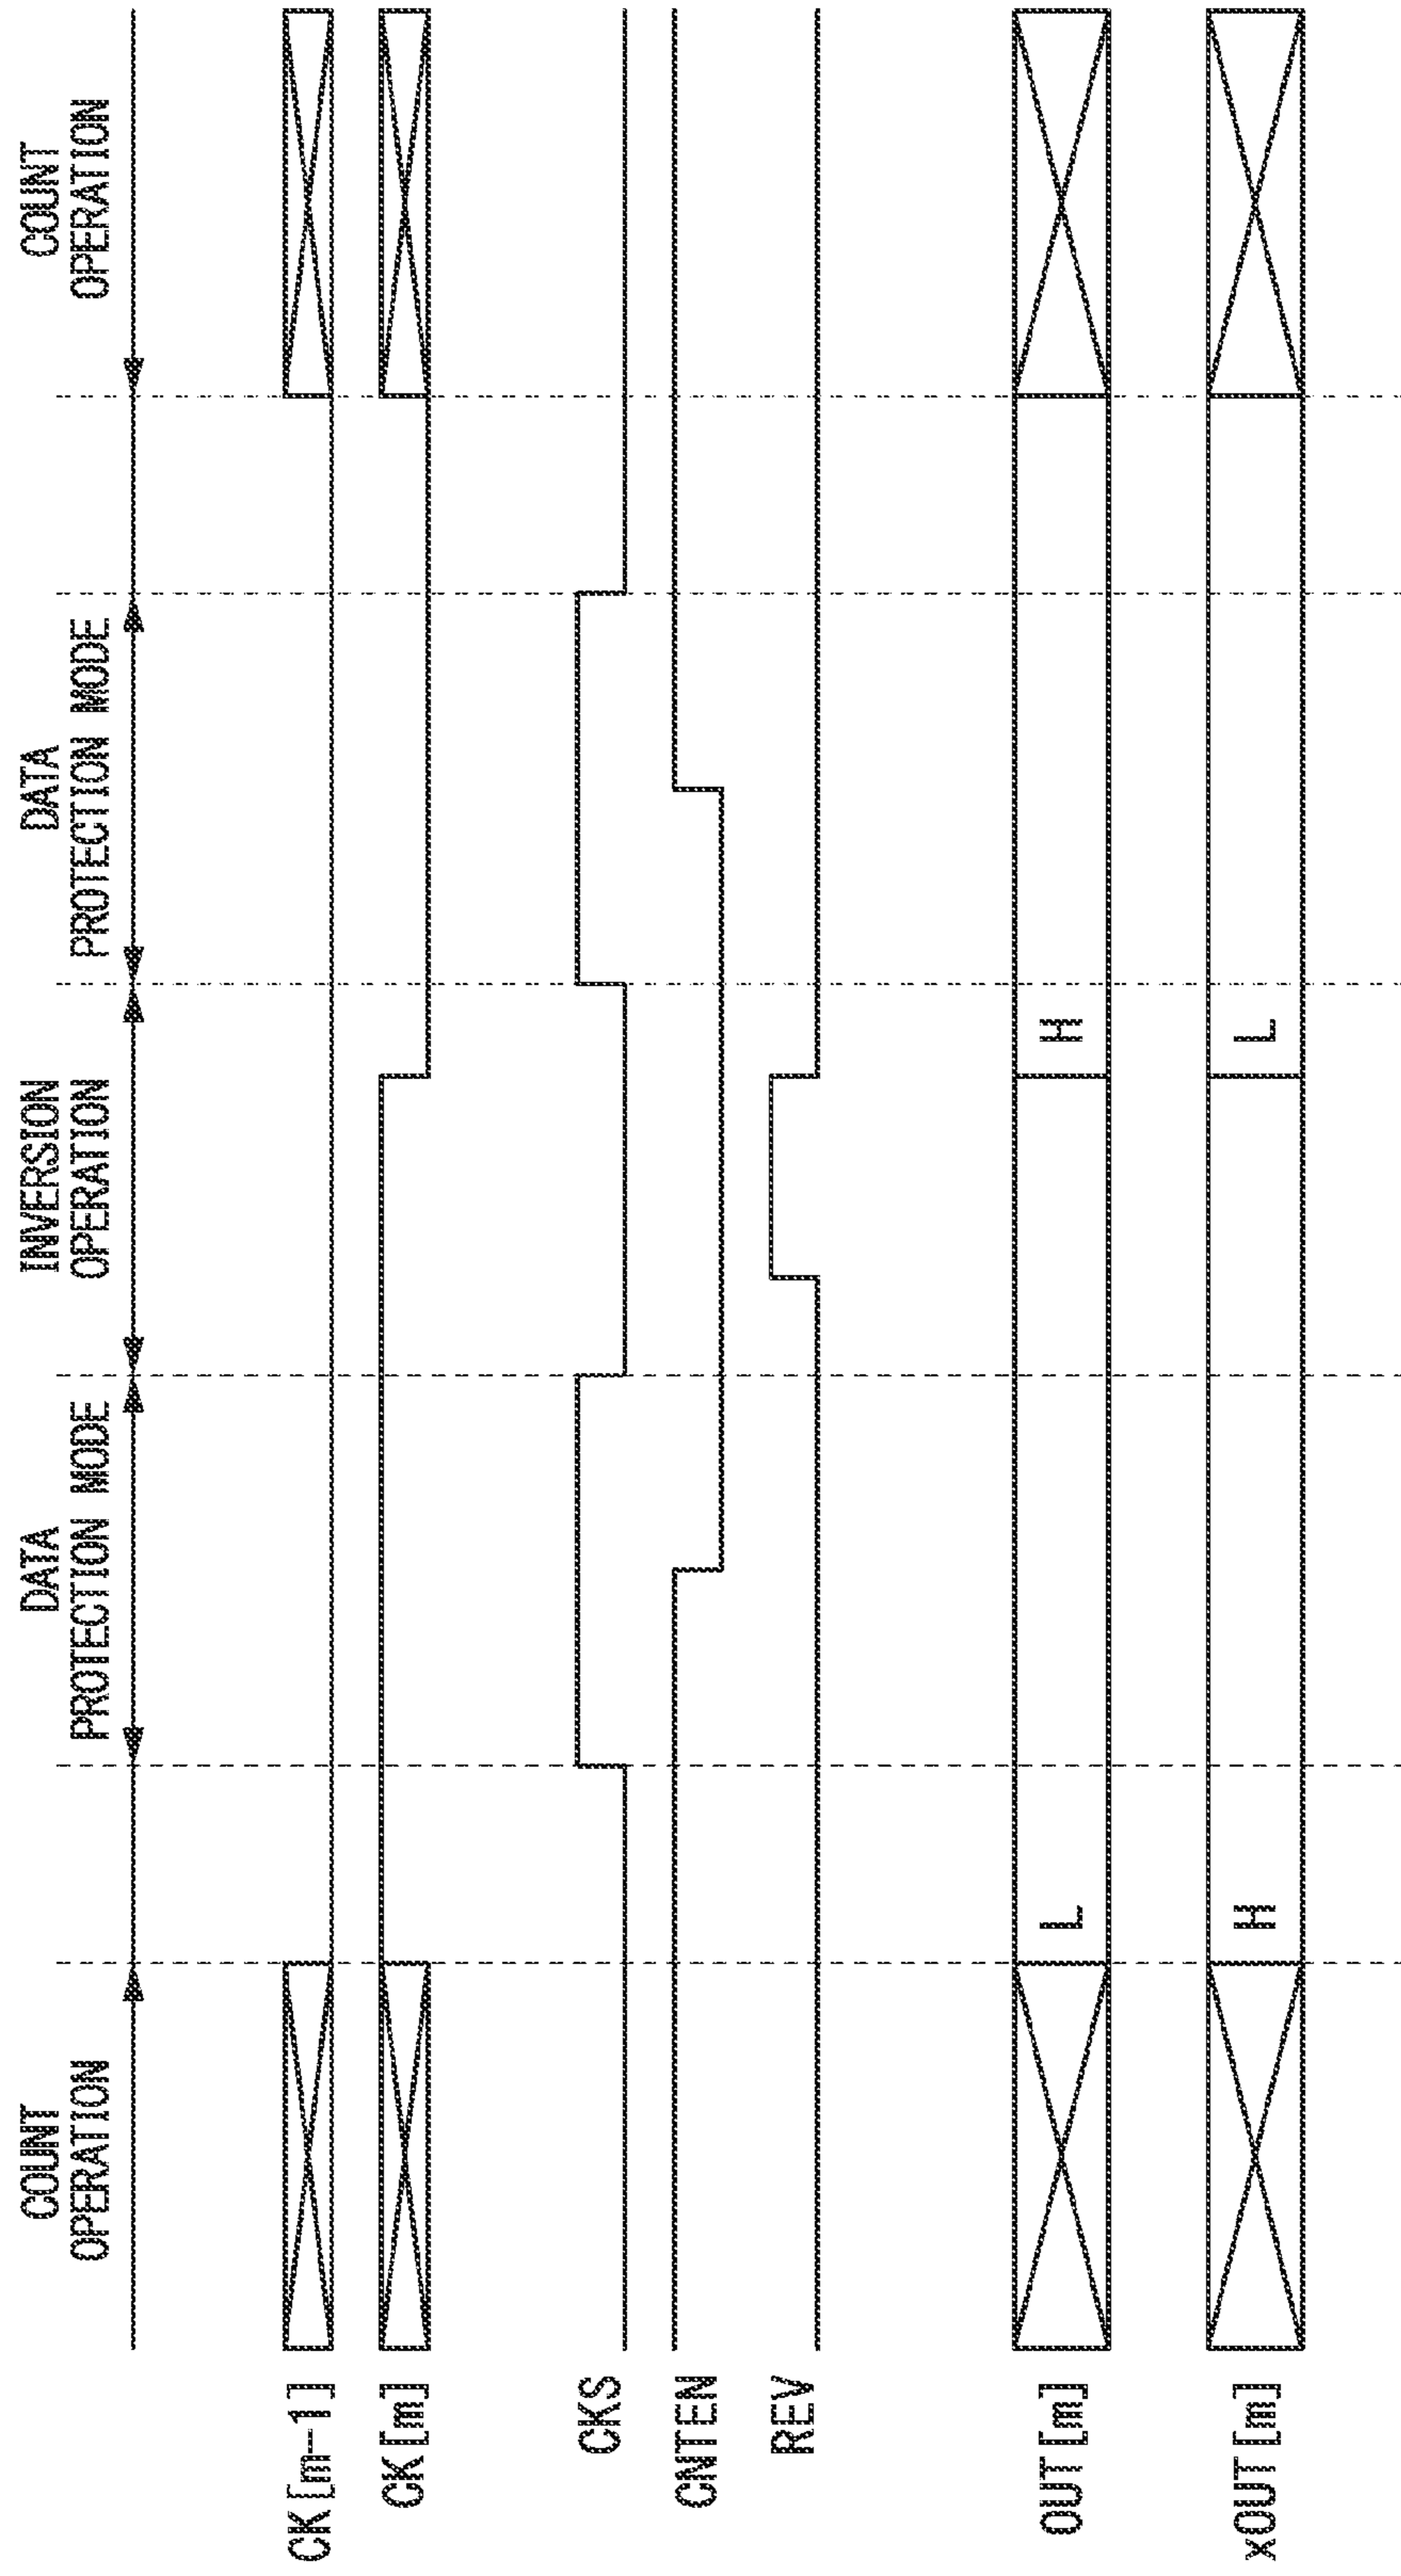 COUNT
OPERATION
DATA
PROTECTION MODE
INVERSION
OPERATION
DATA
PROTECTION MODE
COUNT
OPERATION
CK[m-1]
CK[m]
CKS
CNTEN
REV
OUT[m]
L
H
xOUT[m]
H
L